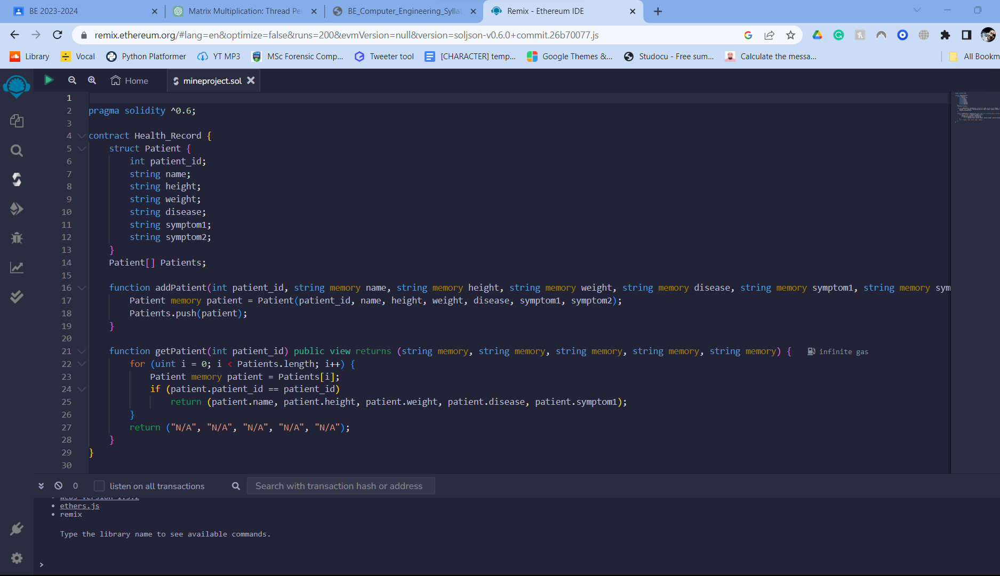 BE 2023-2024
Matrix Multiplication: Thread Pe
BE_Computer_Engineering_Sylla
Remix - Ethereum IDE
remix.ethereum.org/#lang=en&optimize=false&runs=200&evmVersion=null&version=soljson-v0.6.0+commit.26b70077.js
Library Vocal Python Platformer YT MP3 MSc Forensic Comp... Tweeter tool [CHARACTER] temp... Google Themes &... Studocu - Free sum... Calculate the messa... All Bookm
Home mineproject.sol
1
2 pragma solidity ^0.6;
3
4 contract Health_Record {
5 struct Patient {
6 int patient_id;
7 string name;
8 string height;
9 string weight;
10 string disease;
11 string symptom1;
12 string symptom2;
13 }
14 Patient[] Patients;
15
16 function addPatient(int patient_id, string memory name, string memory height, string memory weight, string memory disease, string memory symptom1, string memory sym
17 Patient memory patient = Patient(patient_id, name, height, weight, disease, symptom1, symptom2);
18 Patients.push(patient);
19 }
20
21 function getPatient(int patient_id) public view returns (string memory, string memory, string memory, string memory, string memory) { infinite gas
22 for (uint i = 0; i < Patients.length; i++) {
23 Patient memory patient = Patients[i];
24 if (patient.patient_id == patient_id)
25 return (patient.name, patient.height, patient.weight, patient.disease, patient.symptom1);
26 }
27 return ("N/A", "N/A", "N/A", "N/A", "N/A");
28 }
29 }
30
0 listen on all transactions Search with transaction hash or address
• ethers.js
• remix
Type the library name to see available commands.
>